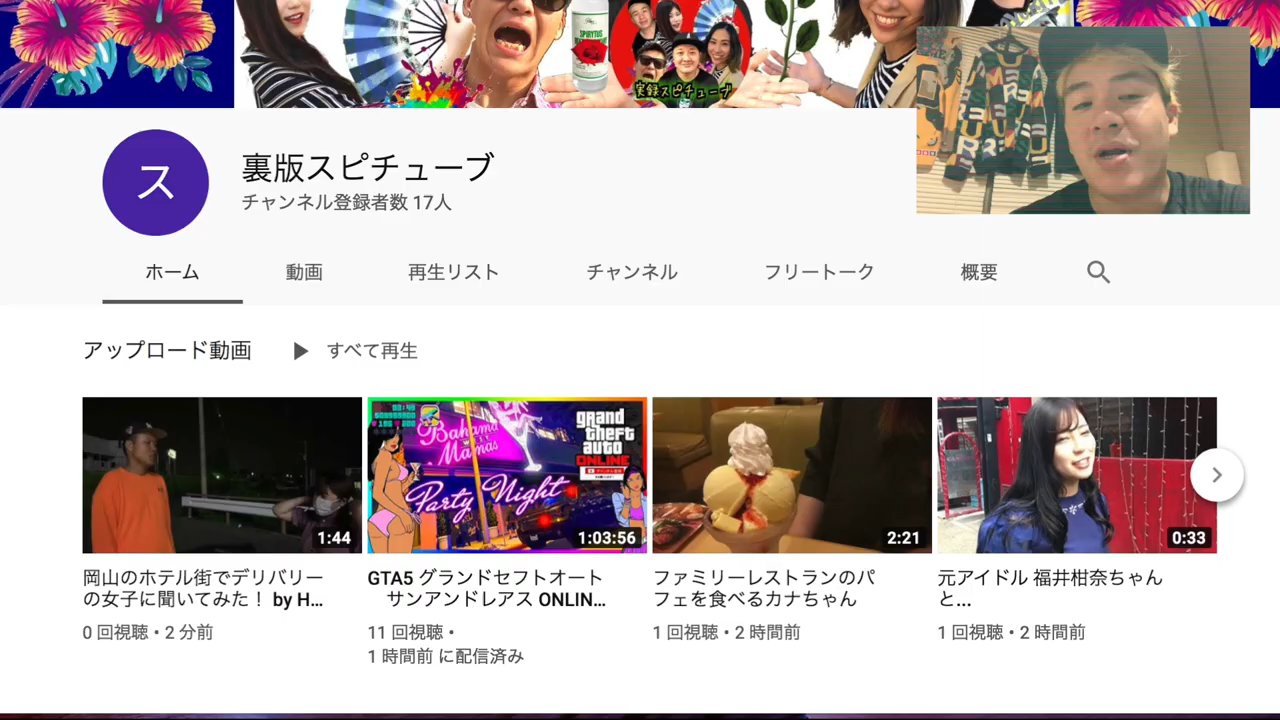 SPIRYTUS
実録スピチューブ
ス
裏版スピチューブ
チャンネル登録者数 17人
ホーム
動画
再生リスト
チャンネル
フリートーク
概要
アップロード動画
すべて再生
1:44
Bahama Mamas
Party Night
grand
theft
auto
ONLINE
1:03:56
2:21
0:33
岡山のホテル街でデリバリー
の女子に聞いてみた！ by H...
0 回視聴・2 分前
GTA5 グランドセフトオート
サンアンドレアス ONLIN...
11 回視聴・
1 時間前 に配信済み
ファミリーレストランのパ
フェを食べるカナちゃん
1 回視聴・2 時間前
元アイドル 福井柑奈ちゃん
と...
1 回視聴・2 時間前